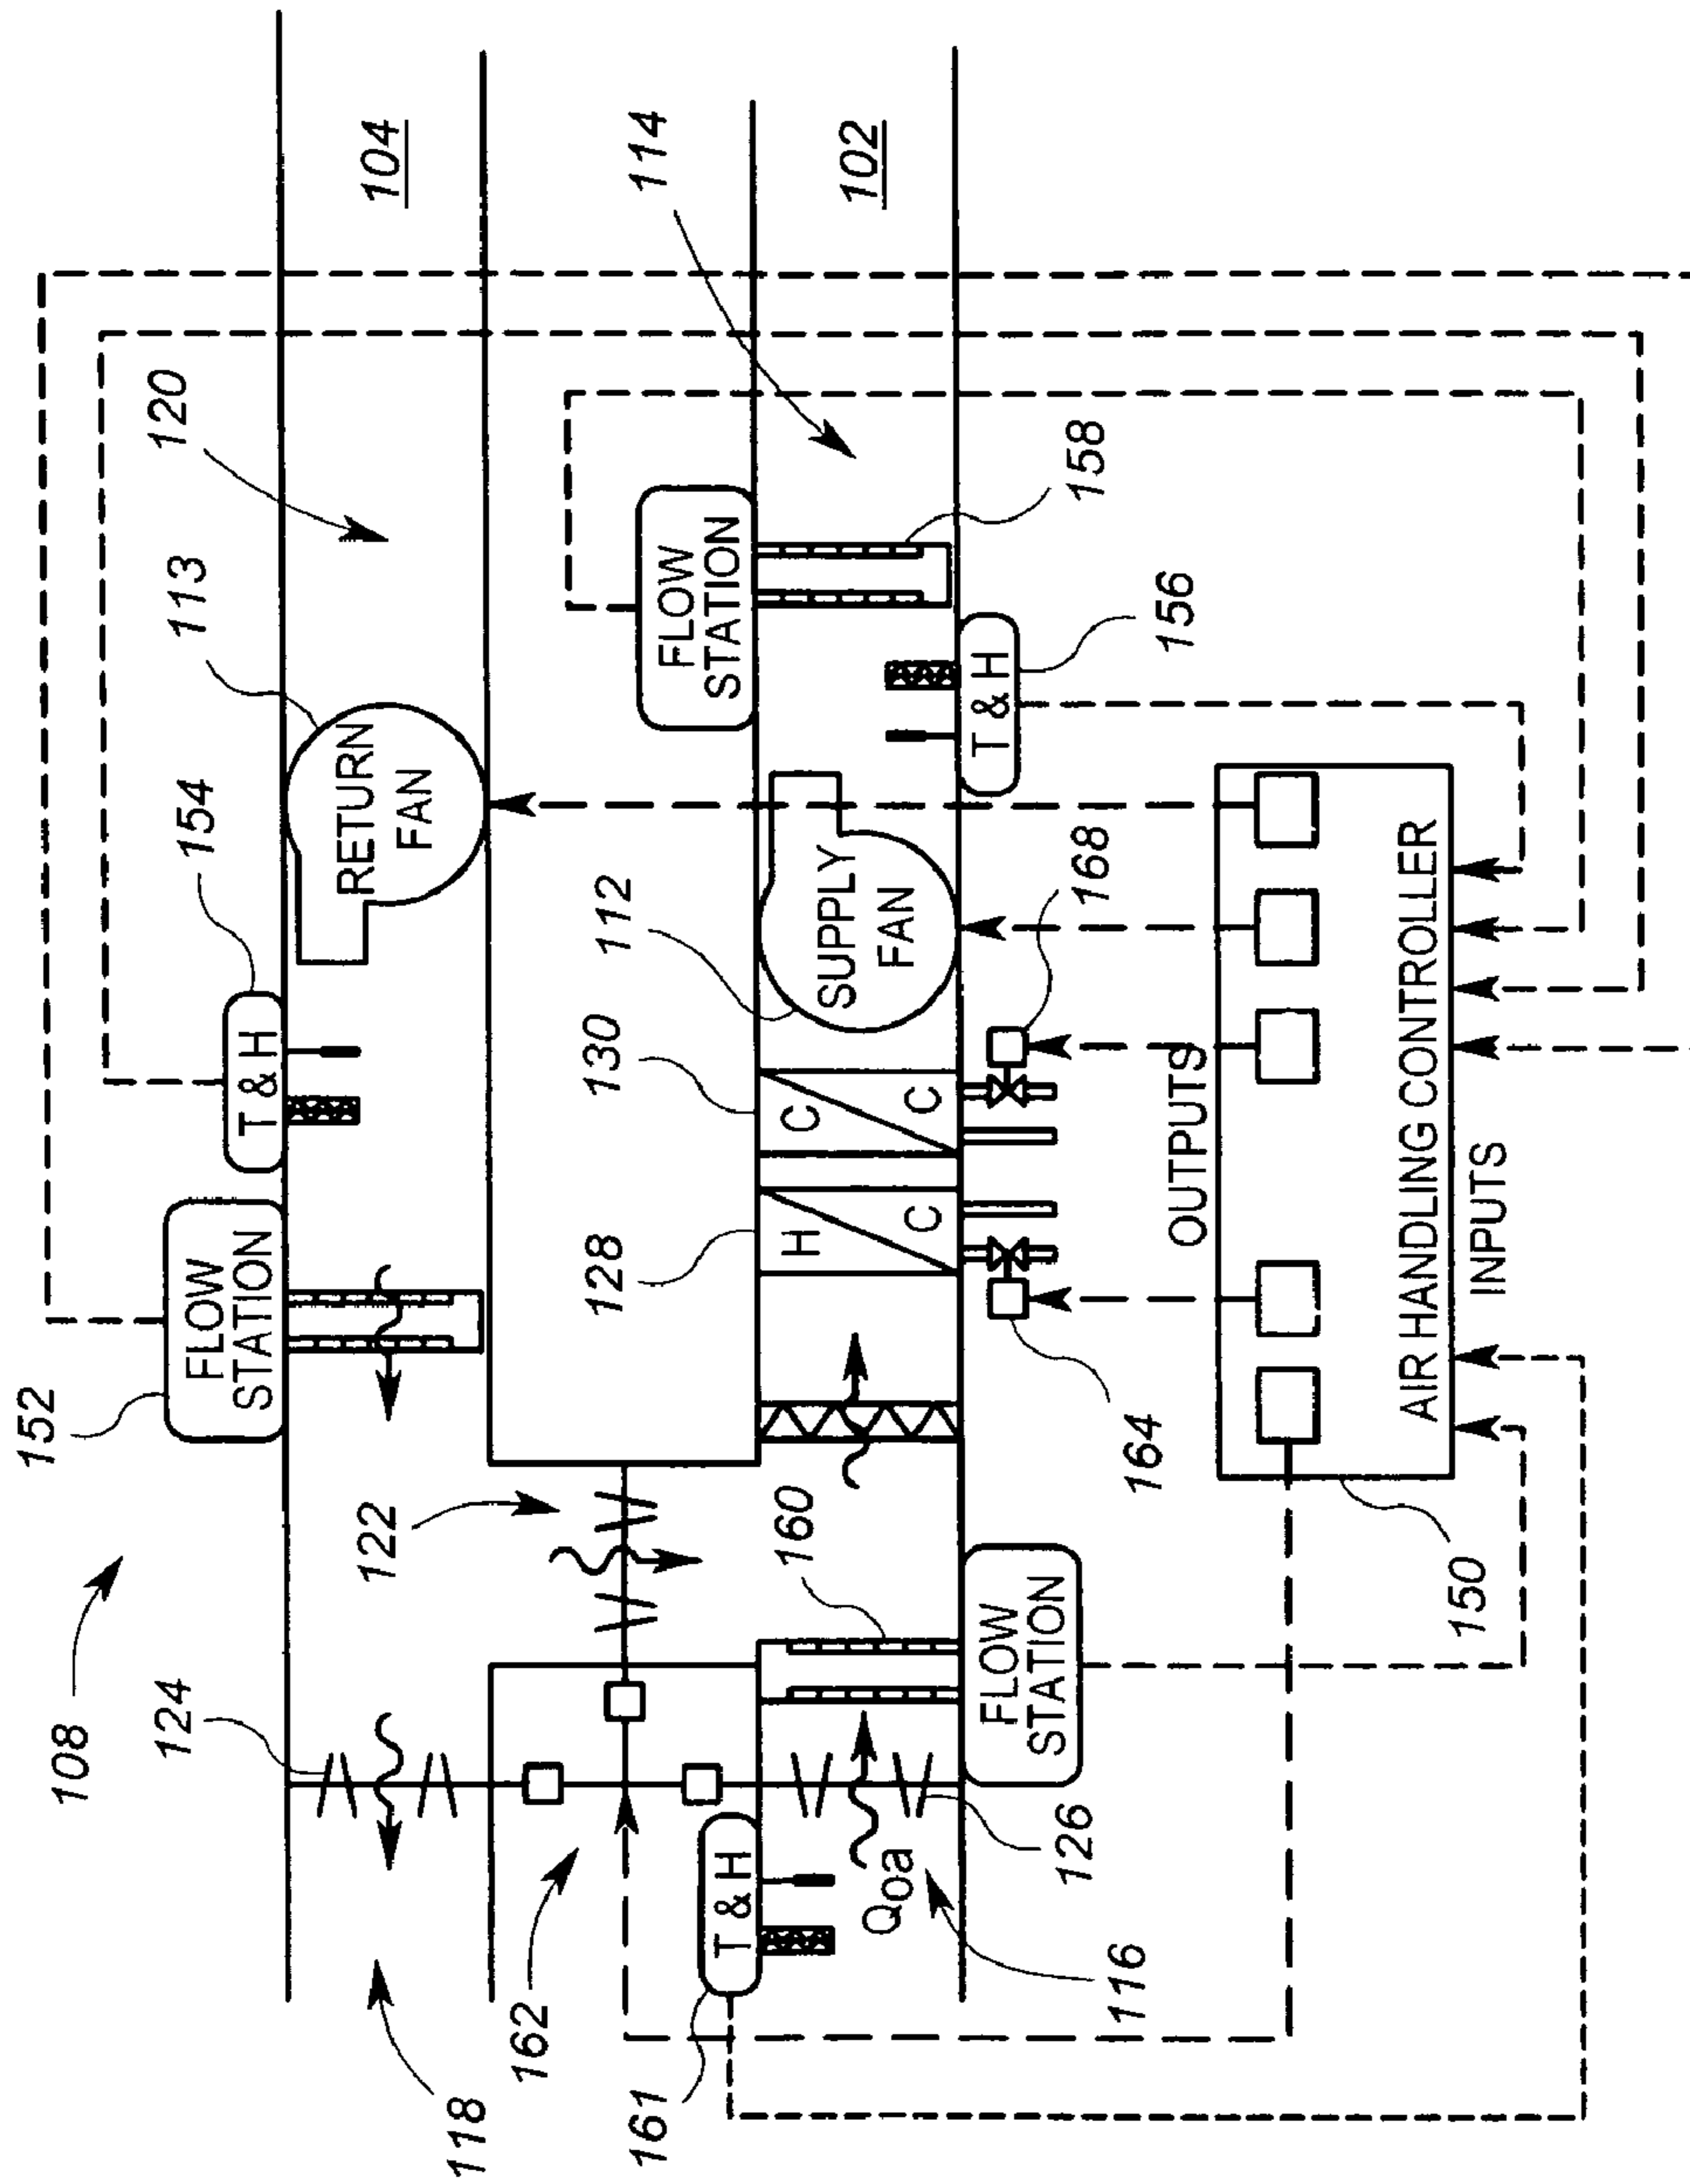 108
152
154
113
120
FLOW
STATION
T & H
RETURN
FAN
104
118
124
122
162
161
T & H
Qoa
116
126
160
FLOW
STATION
128
H
C
130
C
C
112
SUPPLY
FAN
FLOW
STATION
114
102
158
T & H
156
164
168
OUTPUTS
AIR HANDLING CONTROLLER
INPUTS
150